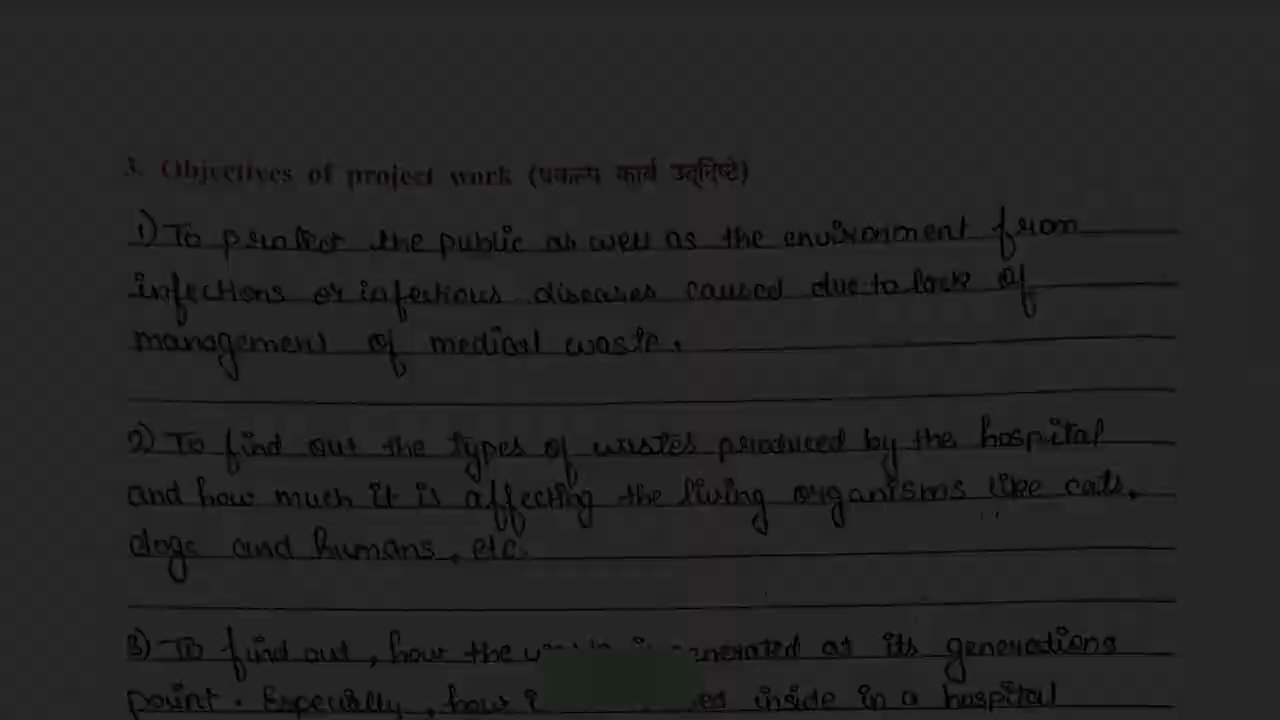 3. Objectives of project work (प्रकल्प कार्य उद्दिष्टे)
1) To protect the public as well as the environment from
infections or infectious diseases caused due to lack of
management of medical waste.
2) To find out the types of wastes produced by the hospital
and how much it is affecting the living organisms like cats,
dogs and humans, etc.
3) To find out, how the is generated at its generations
point. Especially, how inside in a hospital